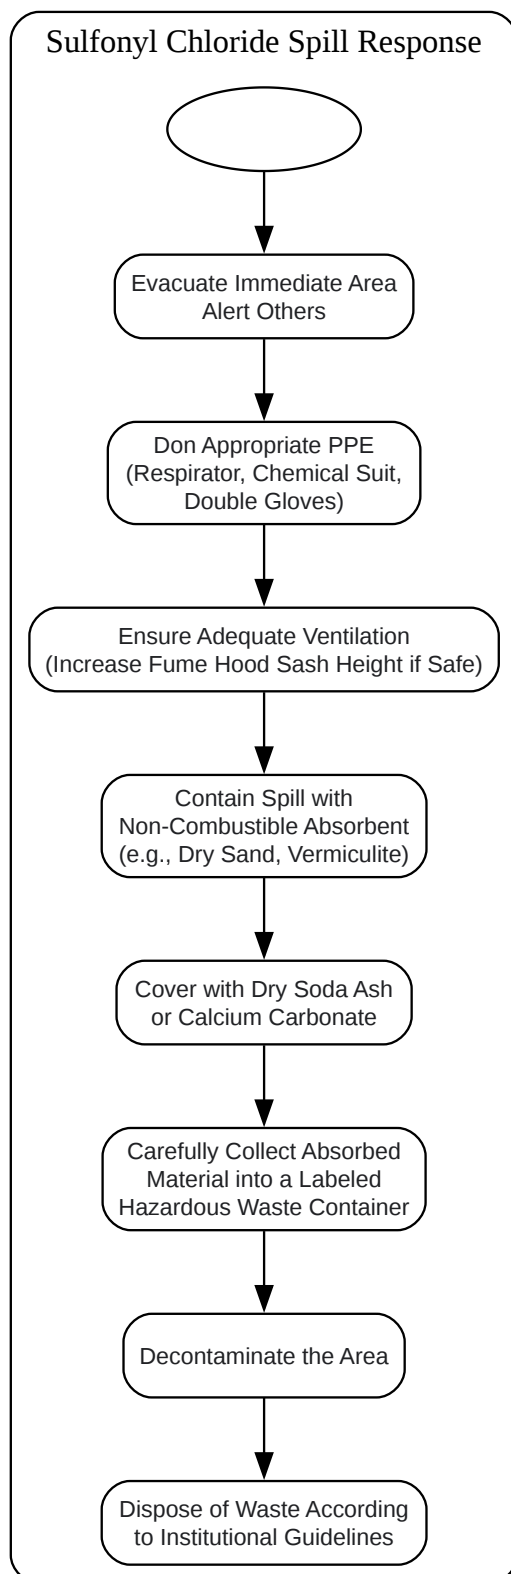 Sulfonyl Chloride Spill Response
Evacuate Immediate Area
Alert Others
Don Appropriate PPE
(Respirator, Chemical Suit,
Double Gloves)
Ensure Adequate Ventilation
(Increase Fume Hood Sash Height if Safe)
Contain Spill with
Non-Combustible Absorbent
(e.g., Dry Sand, Vermiculite)
Cover with Dry Soda Ash
or Calcium Carbonate
Carefully Collect Absorbed
Material into a Labeled
Hazardous Waste Container
Decontaminate the Area
Dispose of Waste According
to Institutional Guidelines